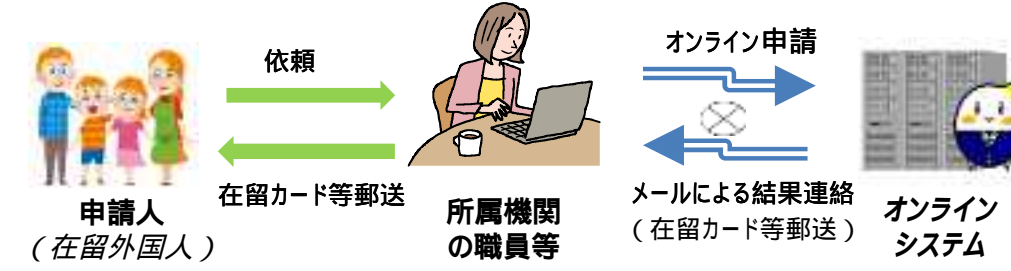 依頼
オンライン申請
在留カード等郵送
メールによる結果連絡
（在留カード等郵送）
申請人
（在留外国人）
所属機関
の職員等
オンライン
システム